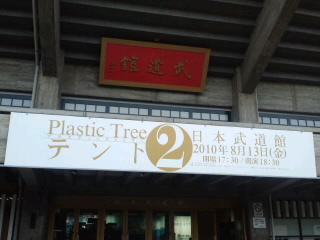 武道館
Plastic Tree
テント②
日本武道館
2010年8月13日(金)
開場17:30/開演18:30